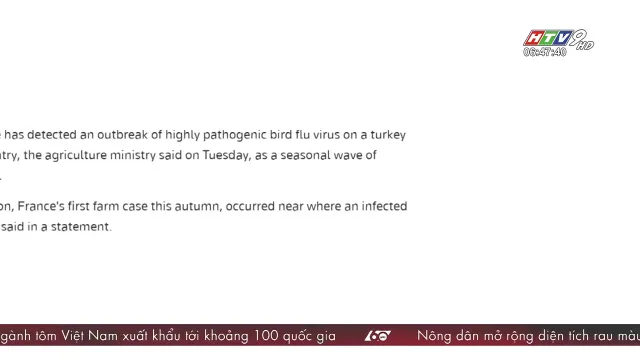 HTV9 HD
06:47:40
has detected an outbreak of highly pathogenic bird flu virus on a turkey
try, the agriculture ministry said on Tuesday, as a seasonal wave of
on, France's first farm case this autumn, occurred near where an infected
said in a statement.
gành tôm Việt Nam xuất khẩu tới khoảng 100 quốc gia
60s
Nông dân mở rộng diện tích rau màu